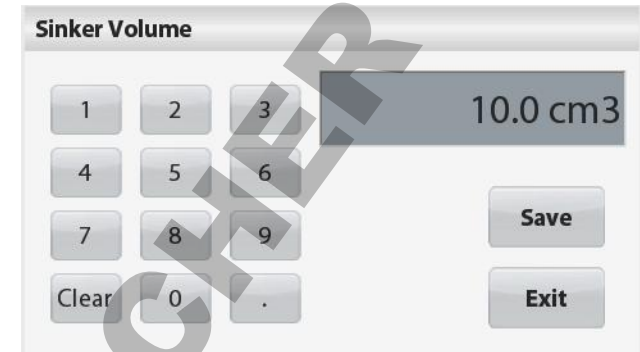 Sinker Volume
1 2 3
10.0 cm3
4 5 6
7 8 9
Save
Clear 0 .
Exit
CHER